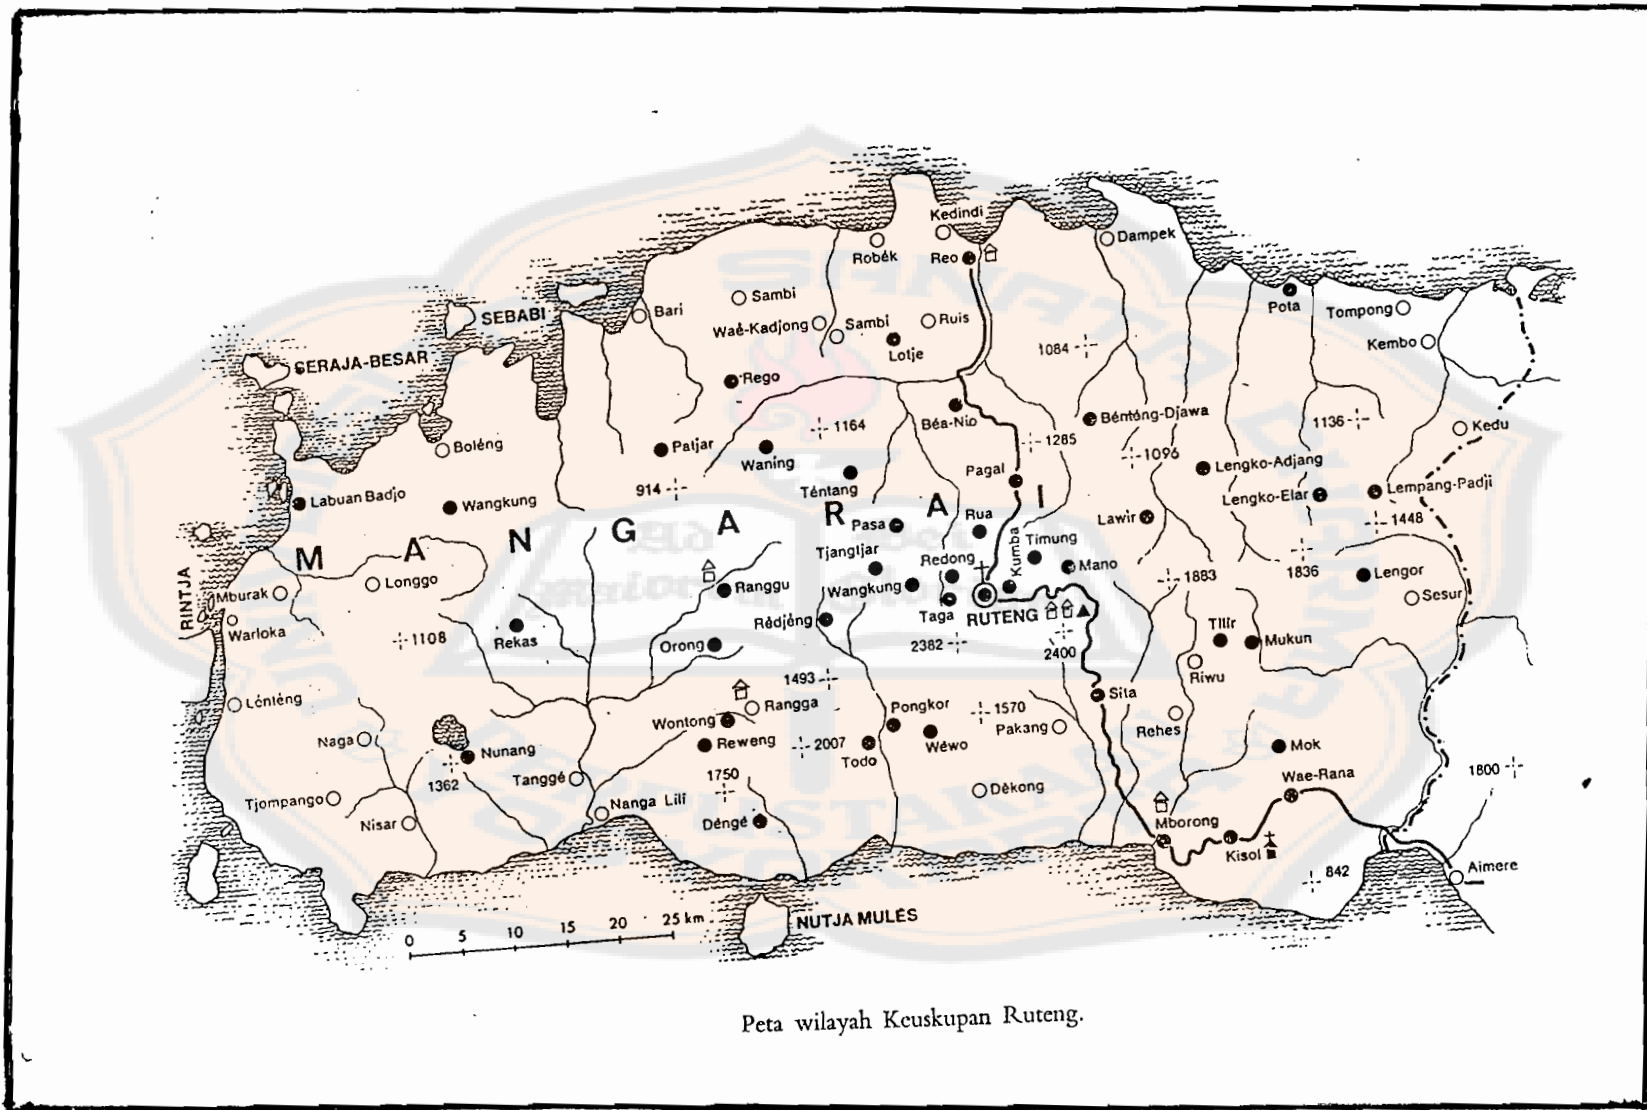 Kedindi
Dampek
Robék
Reo
Sambi
Bari
SEBABI
Waé-Kadjong
Sambi
Ruis
Pota
Tompong
Lotje
1084
Kembo
SERAJA-BESAR
Rego
Béa-Nio
Bénténg-Djawa
1164
1136
Kedu
Boléng
Patjar
Waning
1285
1096
Pagal
Lengko-Adjang
914
Téntang
Labuan Badjo
Wangkung
Lengko-Elar
Lempang-Padji
MANGARAI
Pasa
Rua
Lawir
1448
Tjangljar
Redong
Kumba
Timung
Mano
1883
1836
Lengor
RINTJA
Mburak
Longgo
Ranggu
Wangkung
Sesur
Warloka
Rekas
Rédjéng
Taga
RUTENG
Tilir
Mukun
1108
Orong
2382
2400
1493
Riwu
Sita
Lénténg
Rangga
Pongkor
1570
Naga
Wontong
Pakang
Rehes
Nunang
Reweng
2007
Wéwo
Mok
Todo
1362
Tanggé
1750
Wae-Rana
1800
Dékong
Tjompango
Nanga Lili
Nisar
Déngé
Mborong
Kisol
842
Aimere
NUTJA MULES
0 5 10 15 20 25 km
Peta wilayah Keuskupan Ruteng.